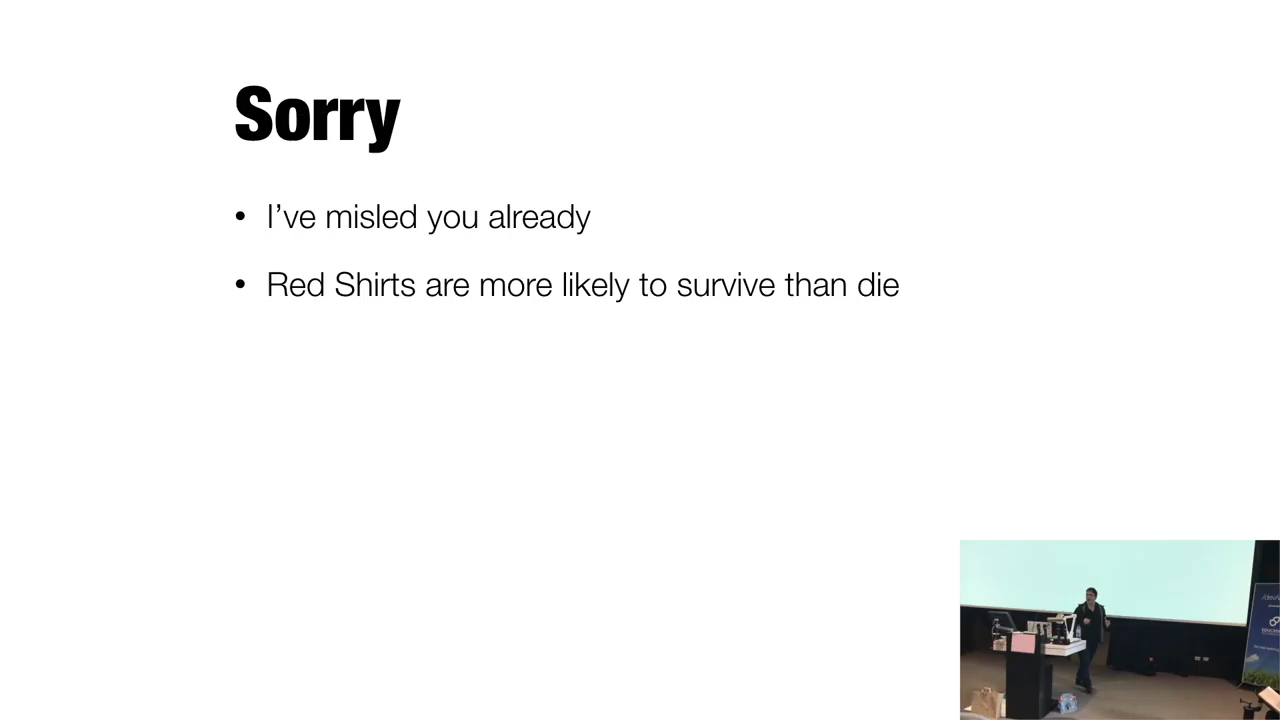 Sorry
• I’ve misled you already
• Red Shirts are more likely to survive than die